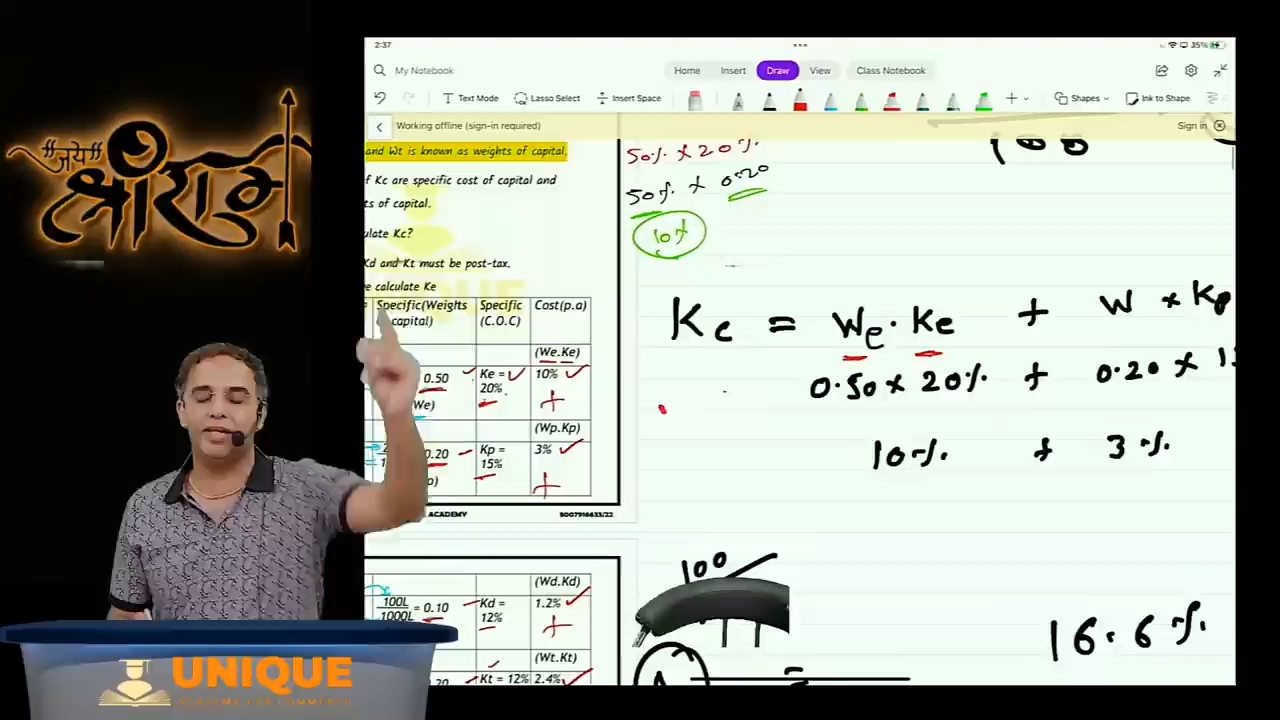 "जय"
श्रीराम
2:37
35%
My Notebook
Home
Insert
Draw
View
Class Notebook
Text Mode
Lasso Select
Insert Space
Shapes
Ink to Shape
Working offline (sign-in required)
Sign in
and Wt is known as weights of capital.
f Kc are specific cost of capital and
ts of capital.
ulate Kc?
Kd and Kt must be post-tax.
e calculate Ke
Specific(Weights capital)
Specific (C.O.C)
Cost(p.a)
(We.Ke)
0.50
Ke = 20%
10%
We)
+
(Wp.Kp)
0.20
Kp = 15%
3%
+
ACADEMY
8007916633/22
(Wd.Kd)
100L
1000L
= 0.10
Kd = 12%
1.2%
+
(Wt.Kt)
Kt = 12%
2.4%
50% x 20%
50% x 0.20
10%
100
Kc = We . Ke + W x Kp
0.50 x 20% + 0.20 x
10% + 3%
100
16.6%
UNIQUE